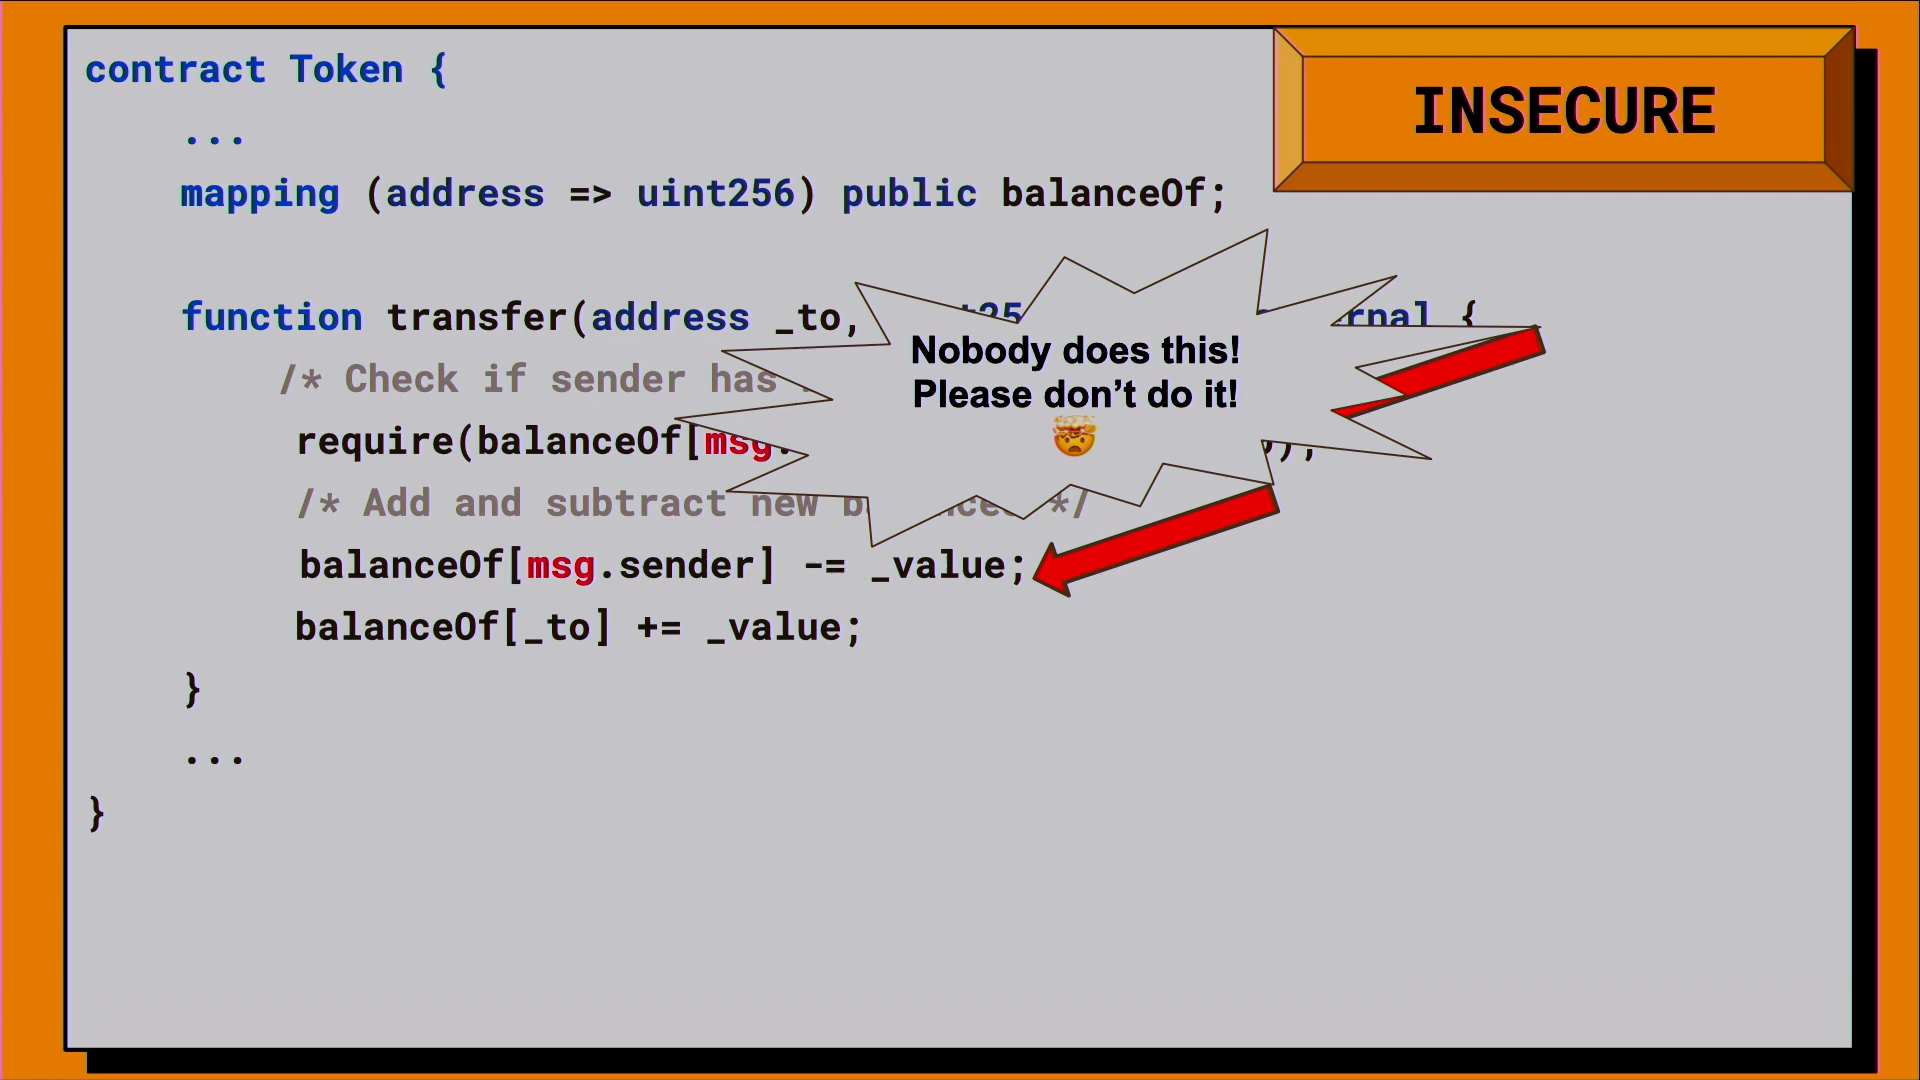 contract Token {
INSECURE
...
mapping (address => uint256) public balanceOf;
function transfer(address _to, {
/* Check if sender has
Nobody does this!
Please don’t do it!
require(balanceOf[msg.
/* Add and subtract new */
balanceOf[msg.sender] -= _value;
balanceOf[_to] += _value;
}
...
}